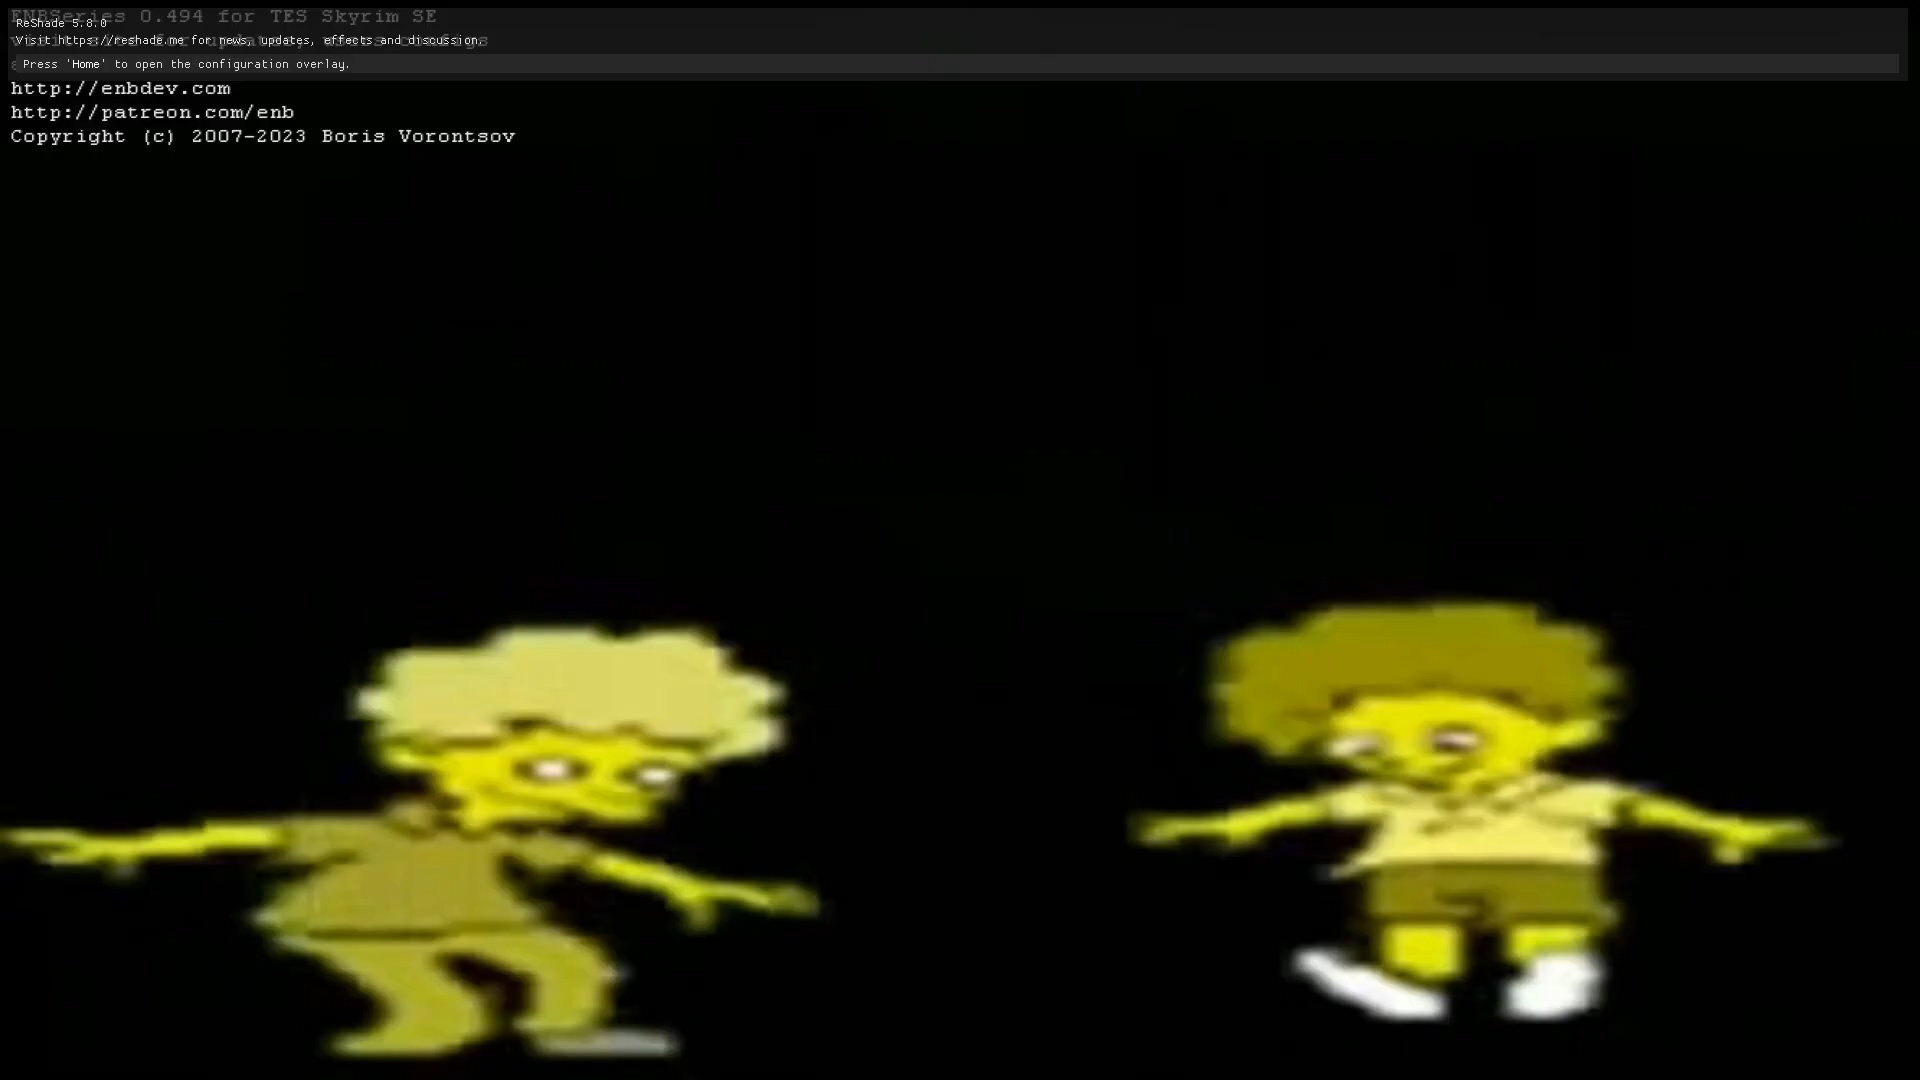 ENBSeries 0.494 for TES Skyrim SE
ReShade 5.8.0
Visit https://reshade.me for news, updates, effects and discussion.
Press 'Home' to open the configuration overlay.
http://enbdev.com
http://patreon.com/enb
Copyright (c) 2007-2023 Boris Vorontsov